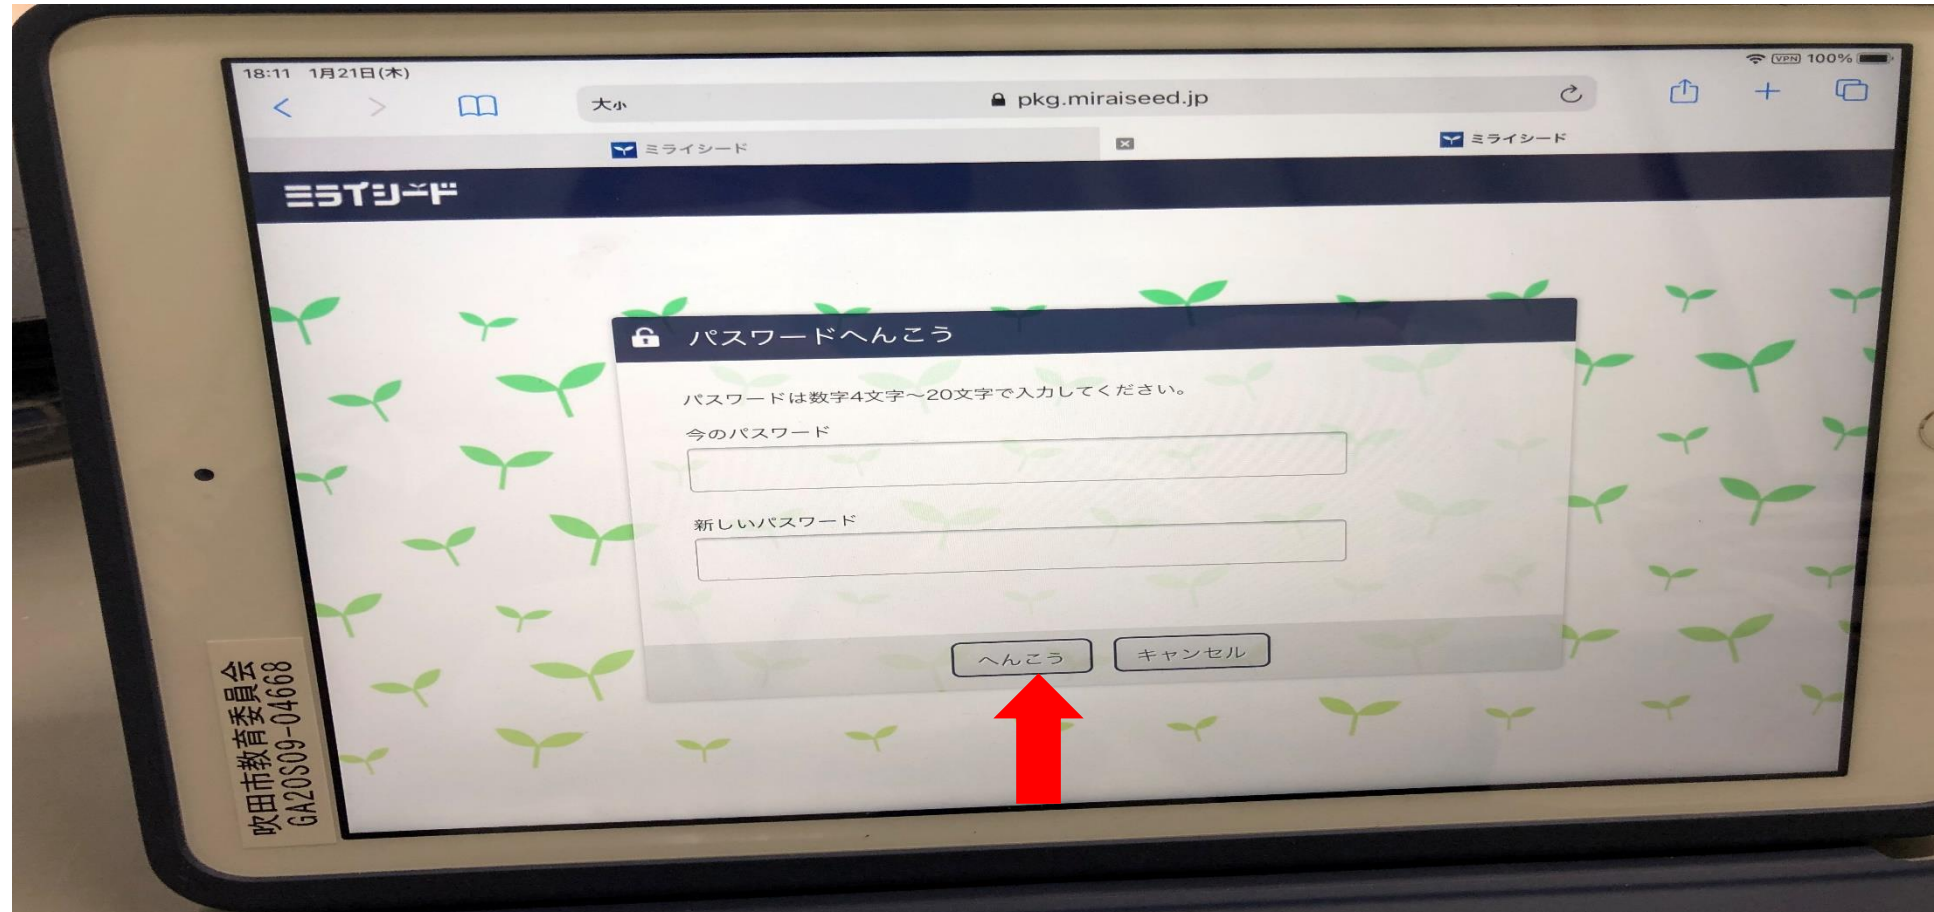 18:11 1月21日(木)
VPN 100%
大小
pkg.miraiseed.jp
ミライシード
ミライシード
ミライシード
パスワードへんこう
パスワードは数字4文字～20文字で入力してください。
今のパスワード
新しいパスワード
へんこう
キャンセル
吹田市教育委員会
GA20S09-04668